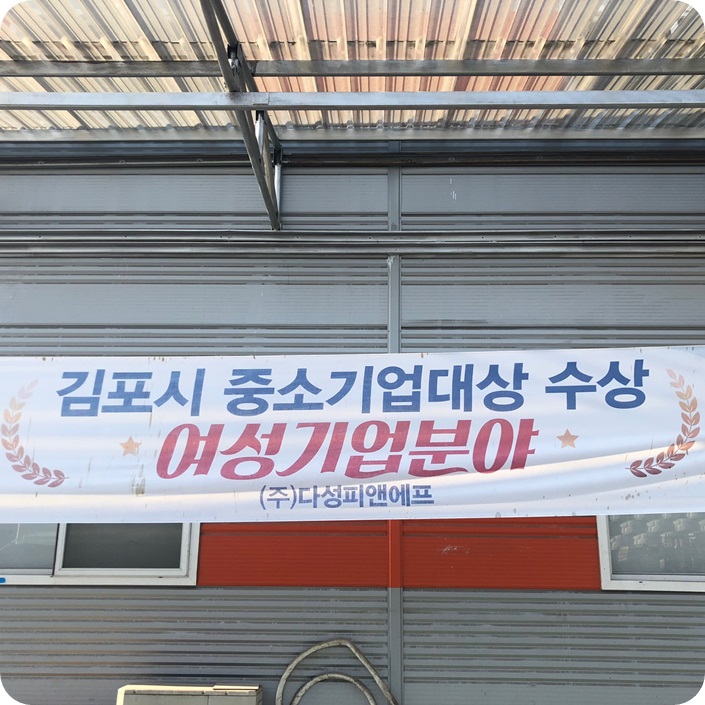 김포시 중소기업대상 수상
여성기업분야
(주)다성피앤에프